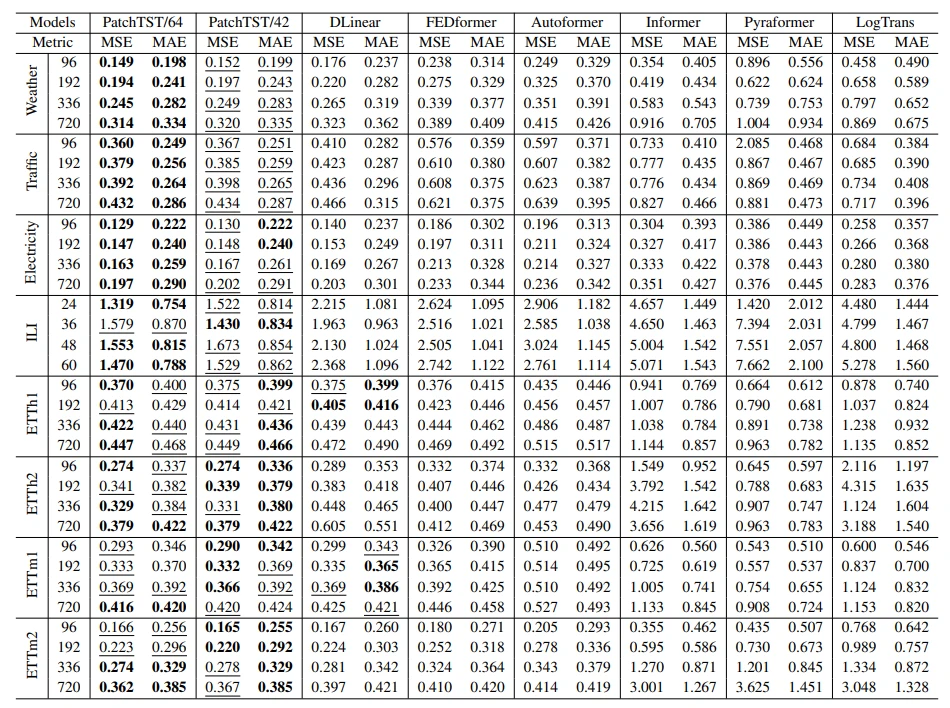 Models PatchTST/64 PatchTST/42 DLinear FEDformer Autoformer Informer Pyraformer LogTrans
Metric MSE MAE MSE MAE MSE MAE MSE MAE MSE MAE MSE MAE MSE MAE MSE MAE
Weather
96 0.149 0.198 0.152 0.199 0.176 0.237 0.238 0.314 0.249 0.329 0.354 0.405 0.896 0.556 0.458 0.490
192 0.194 0.241 0.197 0.243 0.220 0.282 0.275 0.329 0.325 0.370 0.419 0.434 0.622 0.624 0.658 0.589
336 0.245 0.282 0.249 0.283 0.265 0.319 0.339 0.377 0.351 0.391 0.583 0.543 0.739 0.753 0.797 0.652
720 0.314 0.334 0.320 0.335 0.323 0.362 0.389 0.409 0.415 0.426 0.916 0.705 1.004 0.934 0.869 0.675
Traffic
96 0.360 0.249 0.367 0.251 0.410 0.282 0.576 0.359 0.597 0.371 0.733 0.410 2.085 0.468 0.684 0.384
192 0.379 0.256 0.385 0.259 0.423 0.287 0.610 0.380 0.607 0.382 0.777 0.435 0.867 0.467 0.685 0.390
336 0.392 0.264 0.398 0.265 0.436 0.296 0.608 0.375 0.623 0.387 0.776 0.434 0.869 0.469 0.734 0.408
720 0.432 0.286 0.434 0.287 0.466 0.315 0.621 0.375 0.639 0.395 0.827 0.466 0.881 0.473 0.717 0.396
Electricity
96 0.129 0.222 0.130 0.222 0.140 0.237 0.186 0.302 0.196 0.313 0.304 0.393 0.386 0.449 0.258 0.357
192 0.147 0.240 0.148 0.240 0.153 0.249 0.197 0.311 0.211 0.324 0.327 0.417 0.386 0.443 0.266 0.368
336 0.163 0.259 0.167 0.261 0.169 0.267 0.213 0.328 0.214 0.327 0.333 0.422 0.378 0.443 0.280 0.380
720 0.197 0.290 0.202 0.291 0.203 0.301 0.233 0.344 0.236 0.342 0.351 0.427 0.376 0.445 0.283 0.376
ILI
24 1.319 0.754 1.522 0.814 2.215 1.081 2.624 1.095 2.906 1.182 4.657 1.449 1.420 2.012 4.480 1.444
36 1.579 0.870 1.430 0.834 1.963 0.963 2.516 1.021 2.585 1.038 4.650 1.463 7.394 2.031 4.799 1.467
48 1.553 0.815 1.673 0.854 2.130 1.024 2.505 1.041 3.024 1.145 5.004 1.542 7.551 2.057 4.800 1.468
60 1.470 0.788 1.529 0.862 2.368 1.096 2.742 1.122 2.761 1.114 5.071 1.543 7.662 2.100 5.278 1.560
ETTh1
96 0.370 0.400 0.375 0.399 0.375 0.399 0.376 0.415 0.435 0.446 0.941 0.769 0.664 0.612 0.878 0.740
192 0.413 0.429 0.414 0.421 0.405 0.416 0.423 0.446 0.456 0.457 1.007 0.786 0.790 0.681 1.037 0.824
336 0.422 0.440 0.431 0.436 0.439 0.443 0.444 0.462 0.486 0.487 1.038 0.784 0.891 0.738 1.238 0.932
720 0.447 0.468 0.449 0.466 0.472 0.490 0.469 0.492 0.515 0.517 1.144 0.857 0.963 0.782 1.135 0.852
ETTh2
96 0.274 0.337 0.274 0.336 0.289 0.353 0.332 0.374 0.332 0.368 1.549 0.952 0.645 0.597 2.116 1.197
192 0.341 0.382 0.339 0.379 0.383 0.418 0.407 0.446 0.426 0.434 3.792 1.542 0.788 0.683 4.315 1.635
336 0.329 0.384 0.331 0.380 0.448 0.465 0.400 0.447 0.477 0.479 4.215 1.642 0.907 0.747 1.124 1.604
720 0.379 0.422 0.379 0.422 0.605 0.551 0.412 0.469 0.453 0.490 3.656 1.619 0.963 0.783 3.188 1.540
ETTm1
96 0.293 0.346 0.290 0.342 0.299 0.343 0.326 0.390 0.510 0.492 0.626 0.560 0.543 0.510 0.600 0.546
192 0.333 0.370 0.332 0.369 0.335 0.365 0.365 0.415 0.514 0.495 0.725 0.619 0.557 0.537 0.837 0.700
336 0.369 0.392 0.366 0.392 0.369 0.386 0.392 0.425 0.510 0.492 1.005 0.741 0.754 0.655 1.124 0.832
720 0.416 0.420 0.420 0.424 0.425 0.421 0.446 0.458 0.527 0.493 1.133 0.845 0.908 0.724 1.153 0.820
ETTm2
96 0.166 0.256 0.165 0.255 0.167 0.260 0.180 0.271 0.205 0.293 0.355 0.462 0.435 0.507 0.768 0.642
192 0.223 0.296 0.220 0.292 0.224 0.303 0.252 0.318 0.278 0.336 0.595 0.586 0.730 0.673 0.989 0.757
336 0.274 0.329 0.278 0.329 0.281 0.342 0.324 0.364 0.343 0.379 1.270 0.871 1.201 0.845 1.334 0.872
720 0.362 0.385 0.367 0.385 0.397 0.421 0.410 0.420 0.414 0.419 3.001 1.267 3.625 1.451 3.048 1.328